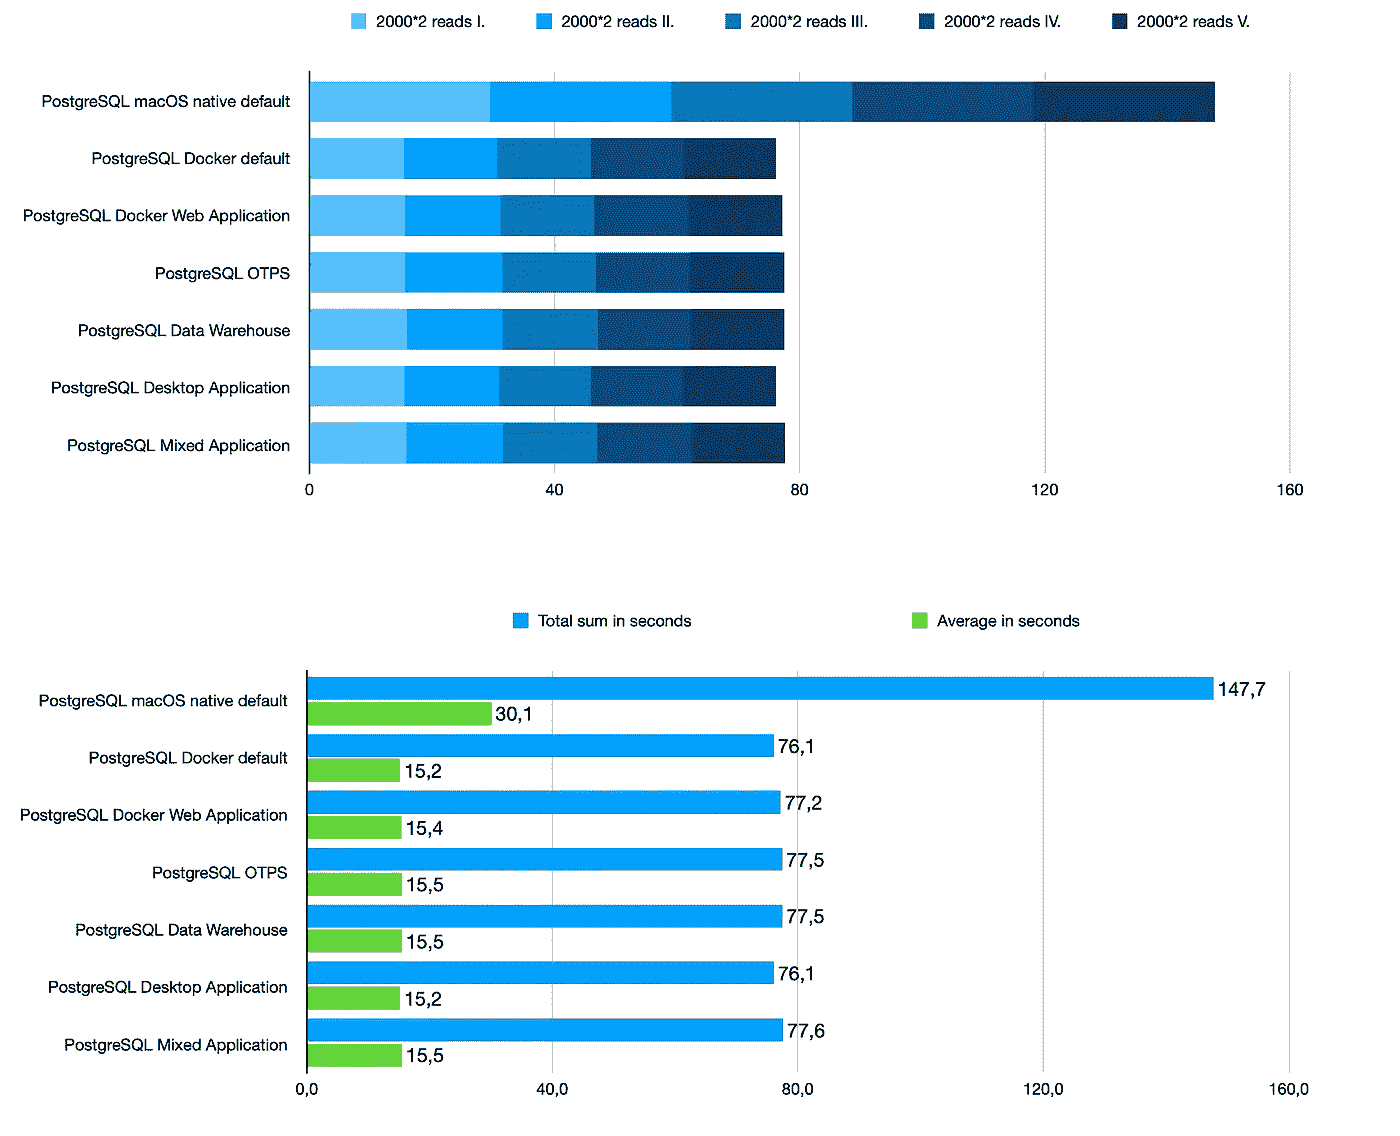 2000*2 reads I. 2000*2 reads II. 2000*2 reads III. 2000*2 reads IV. 2000*2 reads V.
PostgreSQL macOS native default
PostgreSQL Docker default
PostgreSQL Docker Web Application
PostgreSQL OTPS
PostgreSQL Data Warehouse
PostgreSQL Desktop Application
PostgreSQL Mixed Application
0 40 80 120 160
Total sum in seconds Average in seconds
PostgreSQL macOS native default 147,7
30,1
PostgreSQL Docker default 76,1
15,2
PostgreSQL Docker Web Application 77,2
15,4
PostgreSQL OTPS 77,5
15,5
PostgreSQL Data Warehouse 77,5
15,5
PostgreSQL Desktop Application 76,1
15,2
PostgreSQL Mixed Application 77,6
15,5
0,0 40,0 80,0 120,0 160,0